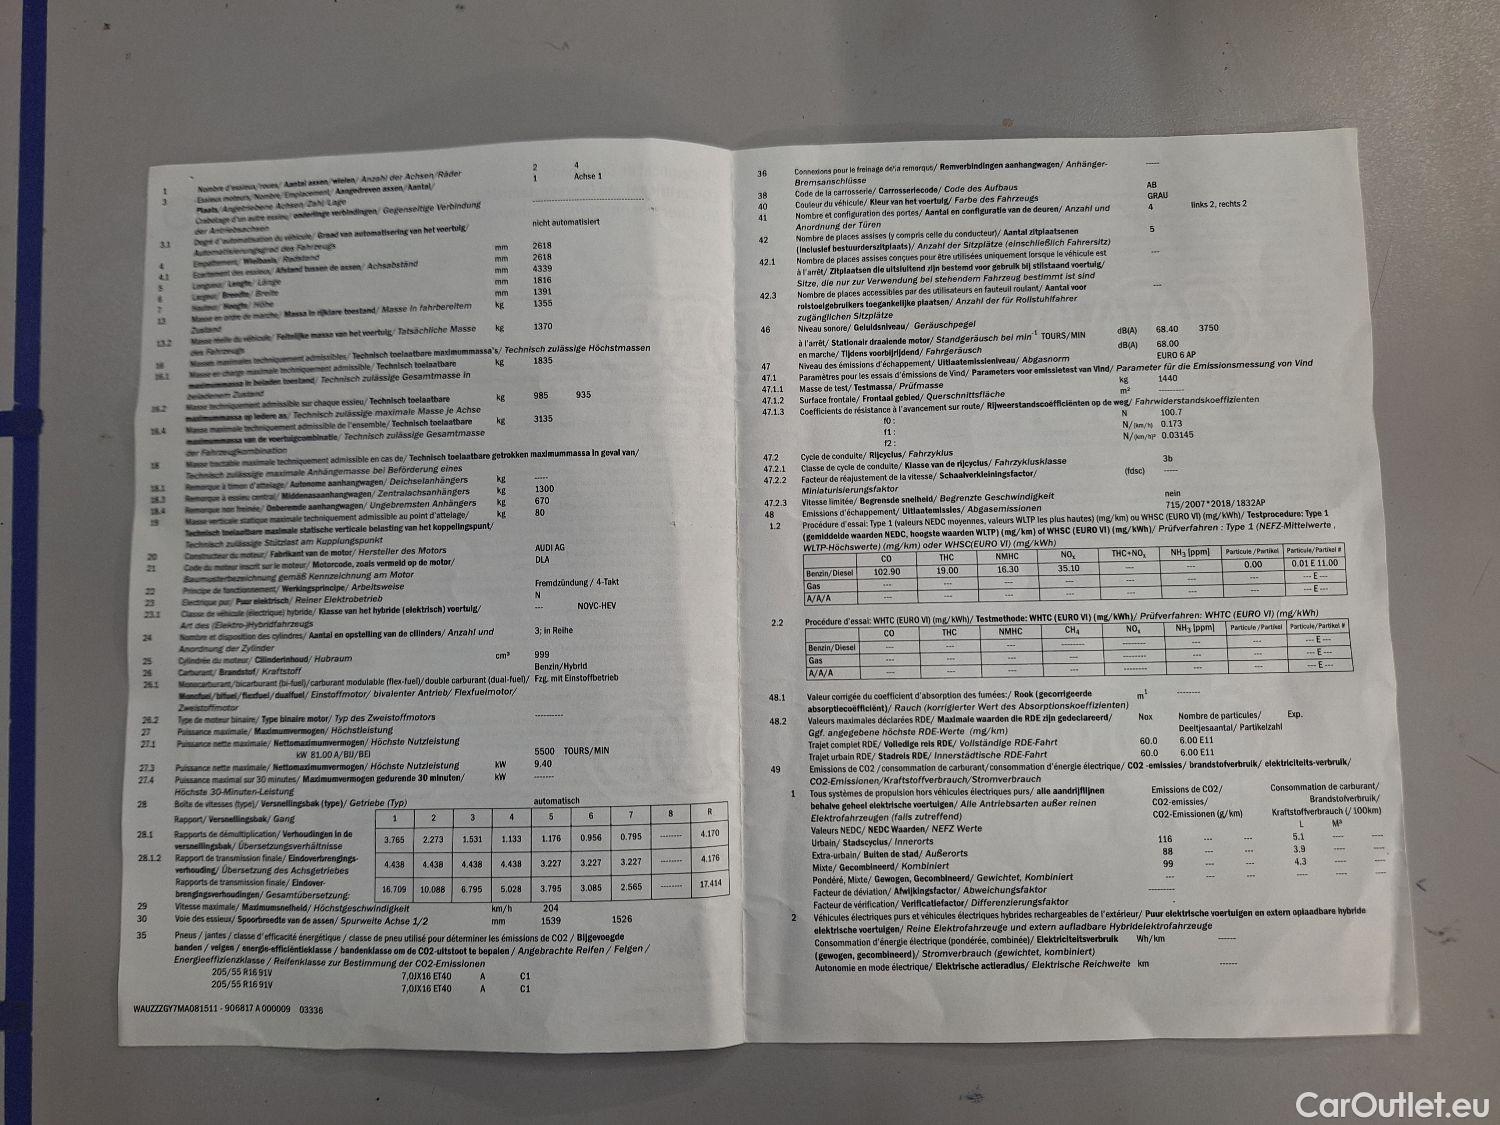 1 Nombre d'essieux/roues/ Aantal assen/wielen/ Anzahl der Achsen/Räder 2 4
3 Essieux moteurs/Nombre/Emplacement/ Aangedreven assen/Aantal/ 1 Achse 1
Plaats/Angetriebene Achsen/Zahl/Lage
Crabotage d'un autre essieu/ onderlinge verbindingen/ Gegenseitige Verbindung
der Antriebsachsen
3.1 Degré d'automatisation du véhicule/ Graad van automatisering van het voertuig/ nicht automatisiert
Automatisierungsgrad des Fahrzeugs
4 Empattement/ Wielbasis/ Radstand mm 2618
4.1 Ecartement des essieux/ Afstand tussen de assen/ Achsabständ mm 2618
5 Longueur/ Lengte/ Länge mm 4339
6 Largeur/ Breedte/ Breite mm 1816
7 Hauteur/ Hoogte/ Höhe mm 1391
13 Masse en ordre de marche/ Massa in rijklare toestand/ Masse in fahrbereitem kg 1355
Zustand
13.2 Masse réelle du véhicule/ Feitelijke massa van het voertuig/ Tatsächliche Masse kg 1370
des Fahrzeugs
16 Masses maximales techniquement admissibles/ Technisch toelaatbare maximummassa's/ Technisch zulässige Höchstmassen
16.1 Masse en charge maximale techniquement admissible/ Technisch toelaatbare kg 1835
maximummassa in beladen toestand/ Technisch zulässige Gesamtmasse in
beladenem Zustand
16.2 Masse techniquement admissible sur chaque essieu/ Technisch toelaatbare kg 985 935
maximummassa op iedere as/ Technisch zulässige maximale Masse je Achse
16.4 Masse maximale techniquement admissible de l'ensemble/ Technisch toelaatbare kg 3135
maximummassa van de voertuigcombinatie/ Technisch zulässige Gesamtmasse
der Fahrzeugkombination
18 Masse tractable maximale techniquement admissible en cas de/ Technisch toelaatbare getrokken maximummassa in geval van/
Technisch zulässige maximale Anhängemasse bei Beförderung eines
18.1 Remorque à timon d'attelage/ Autonome aanhangwagen/ Deichselanhängers kg -----
18.3 Remorque à essieu central/ Middenasaanhangwagen/ Zentralachsanhängers kg 1300
18.4 Remorque non freinée/ Onberemde aanhangwagen/ Ungebremsten Anhängers kg 670
19 Masse verticale statique maximale techniquement admissible au point d'attelage/ kg 80
Technisch toelaatbare maximale statische verticale belasting van het koppelingspunt/
Technisch zulässige Stützlast am Kupplungspunkt
20 Constructeur du moteur/ Fabrikant van de motor/ Hersteller des Motors AUDI AG
21 Code du moteur inscrit sur le moteur/ Motorcode, zoals vermeld op de motor/ DLA
Baumusterbezeichnung gemäß Kennzeichnung am Motor
22 Principe de fonctionnement/ Werkingsprincipe/ Arbeitsweise Fremdzündung / 4-Takt
23 Electrique pur/ Puur elektrisch/ Reiner Elektrobetrieb N
23.1 Classe de véhicule (électrique) hybride/ Klasse van het hybride (elektrisch) voertuig/ --- NOVC-HEV
Art des (Elektro-)Hybridfahrzeugs
24 Nombre et disposition des cylindres/ Aantal en opstelling van de cilinders/ Anzahl und 3; in Reihe
Anordnung der Zylinder
25 Cylindrée du moteur/ Cilinderinhoud/ Hubraum cm³ 999
26 Carburant/ Brandstof/ Kraftstoff Benzin/Hybrid
26.1 Monocarburant/bicarburant (bi-fuel)/carburant modulable (flex-fuel)/double carburant (dual-fuel)/ Fzg. mit Einstoffbetrieb
Monofuel/bifuel/flexfuel/dualfuel/ Einstoffmotor/ bivalenter Antrieb/ Flexfuelmotor/
Zweistoffmotor
26.2 Type de moteur binaire/ Type binaire motor/ Typ des Zweistoffmotors ----------
27 Puissance maximale/ Maximumvermogen/ Höchstleistung
27.1 Puissance nette maximale/ Nettomaximumvermogen/ Höchste Nutzleistung
kW 81.00 A/BIJ/BEI 5500 TOURS/MIN
27.3 Puissance nette maximale/ Nettomaximumvermogen/ Höchste Nutzleistung kW 9.40
27.4 Puissance maximal sur 30 minutes/ Maximumvermogen gedurende 30 minuten/ kW -------
Höchste 30-Minuten-Leistung
28 Boîte de vitesses (type)/ Versnellingsbak (type)/ Getriebe (Typ) automatisch
Rapport/ Versnellingsbak/ Gang 1 2 3 4 5 6 7 8 R
28.1 Rapports de démultiplication/ Verhoudingen in de
versnellingsbak/ Übersetzungsverhältnisse 3.765 2.273 1.531 1.133 1.176 0.956 0.795 -------- 4.170
28.1.2 Rapport de transmission finale/ Eindoverbrengings-
verhouding/ Übersetzung des Achsgetriebes 4.438 4.438 4.438 4.438 3.227 3.227 3.227 4.176
Rapports de transmission finale/ Eindover-
brengingsverhoudingen/ Gesamtübersetzung: 16.709 10.088 6.795 5.028 3.795 3.085 2.565 -------- 17.414
29 Vitesse maximale/ Maximumsnelheid/ Höchstgeschwindigkeit km/h 204
30 Voie des essieux/ Spoorbreedte van de assen/ Spurweite Achse 1/2 mm 1539 1526
35 Pneus / jantes / classe d'efficacité énergétique / classe de pneu utilisé pour déterminer les émissions de CO2 / Bijgevoegde
banden / velgen / energie-efficiëntieklasse / bandenklasse om de CO2-uitstoot te bepalen / Angebrachte Reifen / Felgen /
Energieeffizienzklasse / Reifenklasse zur Bestimmung der CO2-Emissionen
205/55 R16 91V 7,0JX16 ET40 A C1
205/55 R16 91V 7,0JX16 ET40 A C1
WAUZZZGY7MA081511 - 906817 A 000009 03336
36 Connexions pour le freinage de/la remorque/ Remverbindingen aanhangwagen/ Anhänger- -----
Bremsanschlüsse
38 Code de la carrosserie/ Carrosseriecode/ Code des Aufbaus AB
40 Couleur du véhicule/ Kleur van het voertuig/ Farbe des Fahrzeugs GRAU
41 Nombre et configuration des portes/ Aantal en configuratie van de deuren/ Anzahl und 4 links 2, rechts 2
Anordnung der Türen
42 Nombre de places assises (y compris celle du conducteur)/ Aantal zitplaatsenen 5
(inclusief bestuurderszitplaats)/ Anzahl der Sitzplätze (einschließlich Fahrersitz)
42.1 Nombre de places assises conçues pour être utilisées uniquement lorsque le véhicule est ---
à l'arrêt/ Zitplaatsen die uitsluitend zijn bestemd voor gebruik bij stilstaand voertuig/
Sitze, die nur zur Verwendung bei stehendem Fahrzeug bestimmt ist sind
42.3 Nombre de places accessibles par des utilisateurs en fauteuil roulant/ Aantal voor ---
rolstoelgebruikers toegankelijke plaatsen/ Anzahl der für Rollstuhlfahrer
zugänglichen Sitzplätze
46 Niveau sonore/ Geluidsniveau/ Geräuschpegel
à l'arrêt/ Stationair draaiende motor/ Standgeräusch bei min⁻¹ TOURS/MIN dB(A) 68.40 3750
en marche/ Tijdens voorbijrijdend/ Fahrgeräusch dB(A) 68.00
47 Niveau des émissions d'échappement/ Uitlaatemissieniveau/ Abgasnorm EURO 6 AP
47.1 Paramètres pour les essais d'émissions de Vind/ Parameters voor emissietest van Vind/ Parameter für die Emissionsmessung von Vind
47.1.1 Masse de test/ Testmassa/ Prüfmasse kg 1440
47.1.2 Surface frontale/ Frontaal gebied/ Querschnittsfläche m² ---------
47.1.3 Coefficients de résistance à l'avancement sur route/ Rijweerstandscoëfficiënten op de weg/ Fahrwiderstandskoeffizienten
f0 : N 100.7
f1 : N/(km/h) 0.173
f2 : N/(km/h)² 0.03145
47.2 Cycle de conduite/ Rijcyclus/ Fahrzyklus
47.2.1 Classe de cycle de conduite/ Klasse van de rijcyclus/ Fahrzyklusklasse 3b
47.2.2 Facteur de réajustement de la vitesse/ Schaalverkleiningsfactor/ (fdsc) -----
Miniaturisierungsfaktor
47.2.3 Vitesse limitée/ Begrensde snelheid/ Begrenzte Geschwindigkeit nein
48 Emissions d'échappement/ Uitlaatemissies/ Abgasemissionen 715/2007*2018/1832AP
1.2 Procédure d'essai: Type 1 (valeurs NEDC moyennes, valeurs WLTP les plus hautes) (mg/km) ou WHSC (EURO VI) (mg/kWh)/ Testprocedure: Type 1
(gemiddelde waarden NEDC, hoogste waarden WLTP) (mg/km) of WHSC (EURO VI) (mg/kWh)/ Prüfverfahren : Type 1 (NEFZ-Mittelwerte ,
WLTP-Höchswerte) (mg/km) oder WHSC(EURO VI) (mg/kWh)
CO THC NMHC NOx THC+NOx NH3 [ppm] Particule /Partikel Particule/Partikel #
Benzin/Diesel 102.90 19.00 16.30 35.10 --- --- 0.00 0.01 E 11.00
Gas --- --- --- --- --- --- --- --- E ---
A/A/A --- --- --- --- --- --- --- --- E ---
2.2 Procédure d'essai: WHTC (EURO VI) (mg/kWh)/ Testmethode: WHTC (EURO VI) (mg/kWh)/ Prüfverfahren: WHTC (EURO VI) (mg/kWh)
CO THC NMHC CH4 NOx NH3 [ppm] Particule /Partikel Particule/Partikel #
Benzin/Diesel --- --- --- -------- -------- --- --- --- E ---
Gas --- --- --- -------- --- --- --- --- E ---
A/A/A --- --- --- -------- -------- --- --- --- E ---
48.1 Valeur corrigée du coefficient d'absorption des fumées:/ Rook (gecorrigeerde m¹ --------
absorptiecoëfficiënt)/ Rauch (korrigierter Wert des Absorptionskoeffizienten)
48.2 Valeurs maximales déclarées RDE/ Maximale waarden die RDE zijn gedeclareerd/ Nox Nombre de particules/ Exp.
Ggf. angegebene höchste RDE-Werte (mg/km) Deeltjesaantal/ Partikelzahl
Trajet complet RDE/ Volledige reis RDE/ Vollständige RDE-Fahrt 60.0 6.00 E11
Trajet urbain RDE/ Stadreis RDE/ Innerstädtische RDE-Fahrt 60.0 6.00 E11
49 Emissions de CO2 /consommation de carburant/consommation d'énergie électrique/ CO2 -emissies/ brandstofverbruik/ elektriciteits-verbruik/
CO2-Emissionen/Kraftstoffverbrauch/Stromverbrauch
1 Tous systèmes de propulsion hors véhicules électriques purs/ alle aandrijflijnen Emissions de CO2/ Consommation de carburant/
behalve geheel elektrische voertuigen/ Alle Antriebsarten außer reinen CO2-emissies/ Brandstofverbruik/
Elektrofahrzeugen (falls zutreffend) CO2-Emissionen (g/km) Kraftstoffverbrauch (/ 100km)
Valeurs NEDC/ NEDC Waarden/ NEFZ Werte L M³
Urbain/ Stadscyclus/ Innerorts 116 --- --- 5.1 ---- ----
Extra-urbain/ Buiten de stad/ Außerorts 88 --- --- 3.9 ---- ----
Mixte/ Gecombineerd/ Kombiniert 99 --- --- 4.3 ---- ----
Pondéré, Mixte/ Gewogen, Gecombineerd/ Gewichtet, Kombiniert --- --- --- ---- ---- ----
Facteur de déviation/ Afwijkingsfactor/ Abweichungsfaktor ---------
Facteur de vérification/ Verificatiefactor/ Differenzierungsfaktor -
2 Véhicules électriques purs et véhicules électriques hybrides rechargeables de l'extérieur/ Puur elektrische voertuigen en extern oplaadbare hybride
elektrische voertuigen/ Reine Elektrofahrzeuge und extern aufladbare Hybridelektrofahrzeuge
Consommation d'énergie électrique (pondérée, combinée)/ Elektriciteitsverbruik Wh/km ------
(gewogen, gecombineerd)/ Stromverbrauch (gewichtet, kombiniert)
Autonomie en mode électrique/ Elektrische actieradius/ Elektrische Reichweite km ------
CarOutlet.eu